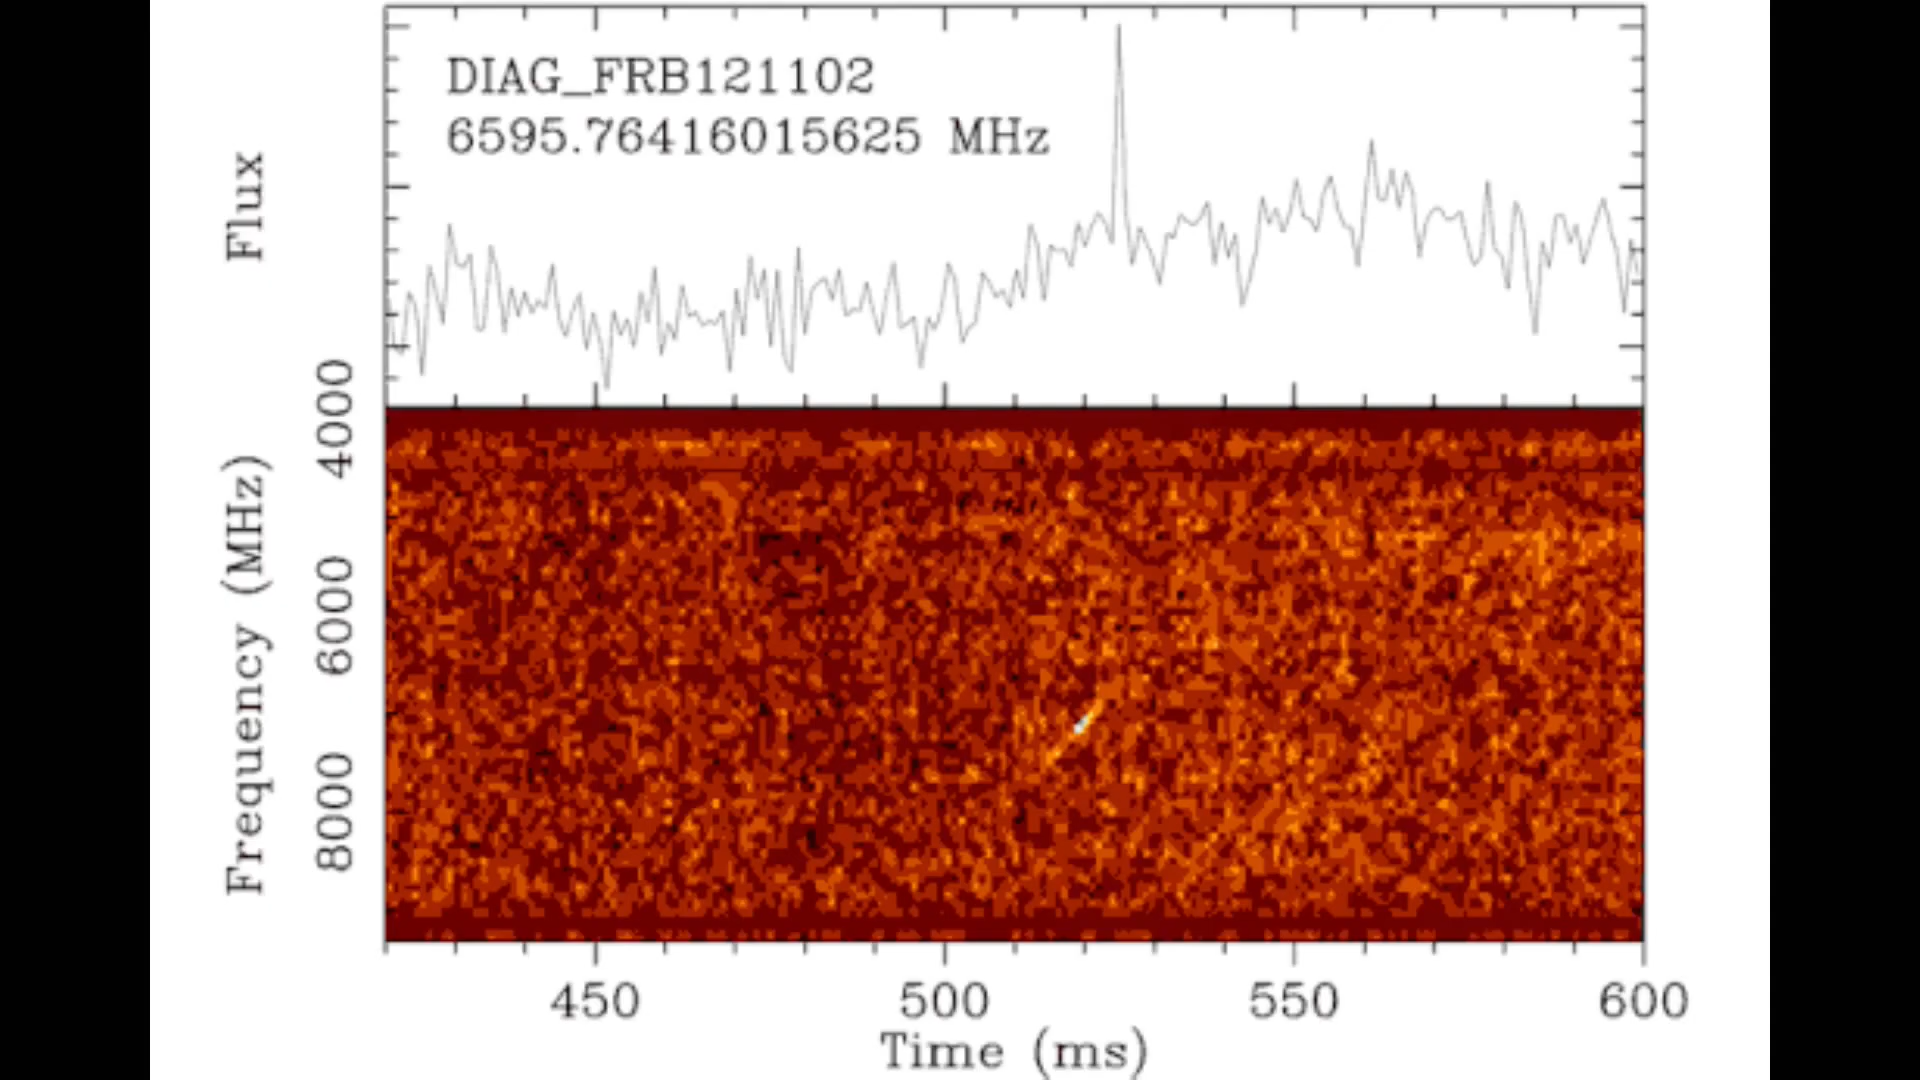 DIAG_FRB121102
6595.76416015625 MHz
Flux
Frequency (MHz)
4000
6000
8000
450 500 550 600
Time (ms)